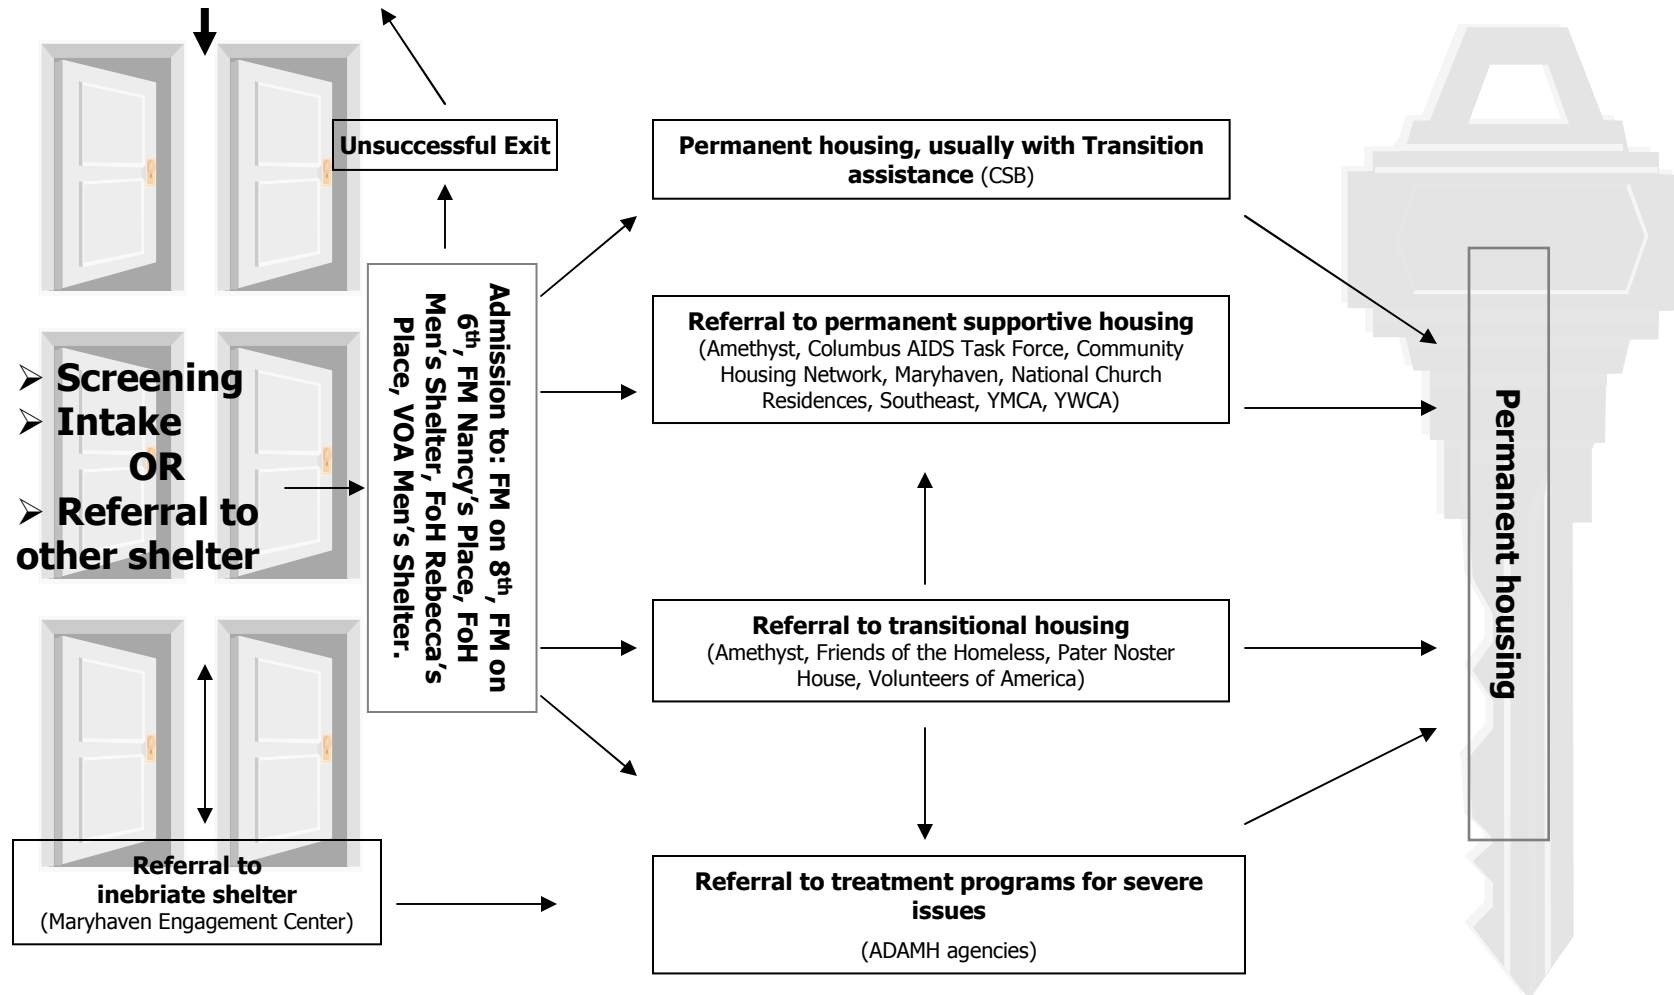 Unsuccessful Exit
Permanent housing, usually with Transition
assistance (CSB)
Admission to: FM on 8th, FM on
6th, FM Nancy's Place, FoH
Men's Shelter, FoH Rebecca's
Place, VOA Men's Shelter.
Referral to permanent supportive housing
(Amethyst, Columbus AIDS Task Force, Community
Housing Network, Maryhaven, National Church
Residences, Southeast, YMCA, YWCA)
➢ Screening
➢ Intake
OR
➢ Referral to
other shelter
Permanent housing
Referral to transitional housing
(Amethyst, Friends of the Homeless, Pater Noster
House, Volunteers of America)
Referral to
inebriate shelter
(Maryhaven Engagement Center)
Referral to treatment programs for severe
issues
(ADAMH agencies)